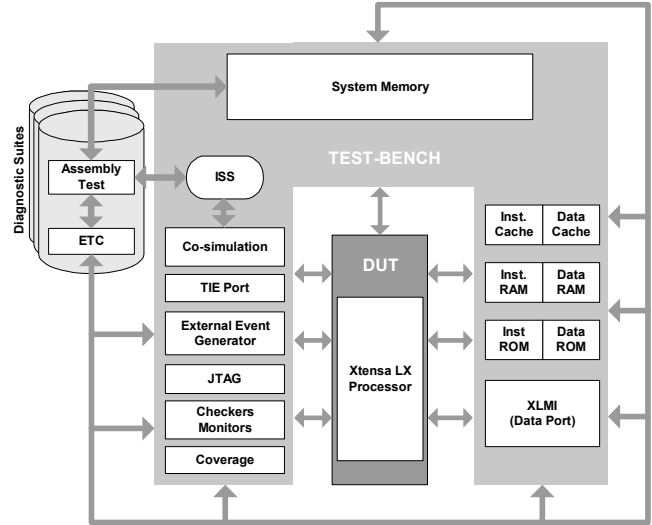 System Memory
TEST-BENCH
Diagnostic Suites
Assembly
Test
ETC
ISS
Co-simulation
TIE Port
External Event
Generator
JTAG
Checkers
Monitors
Coverage
DUT
Xtensa LX
Processor
Inst.
Cache
Data
Cache
Inst.
RAM
Data
RAM
Inst
ROM
Data
ROM
XLMI
(Data Port)